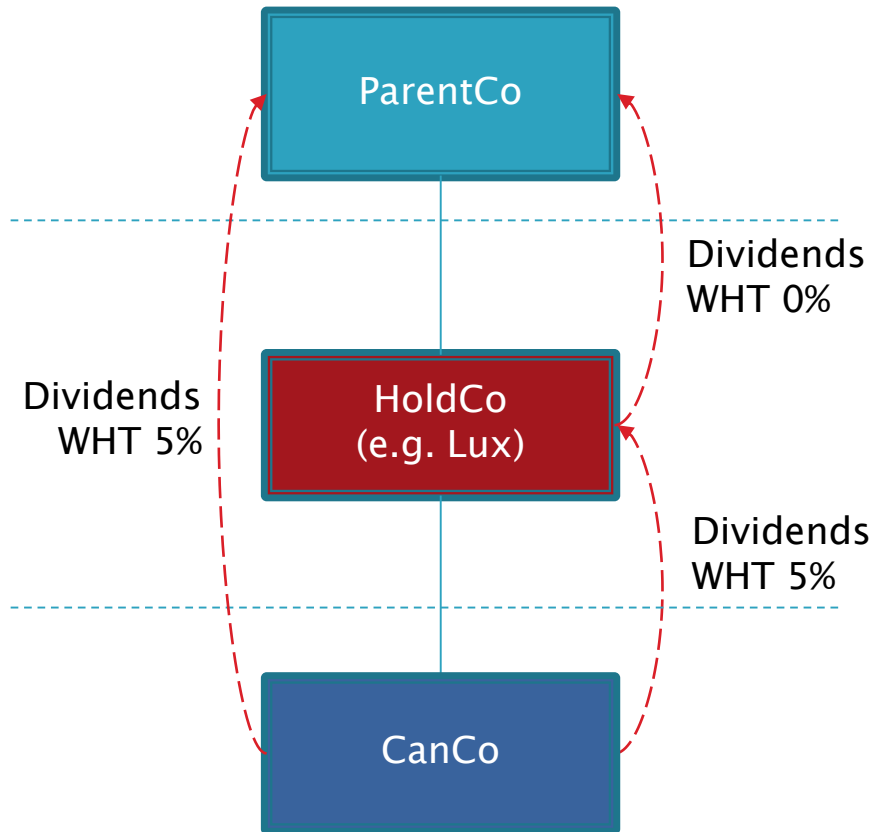 ParentCo
Dividends
WHT 0%
Dividends
WHT 5%
HoldCo
(e.g. Lux)
Dividends
WHT 5%
CanCo